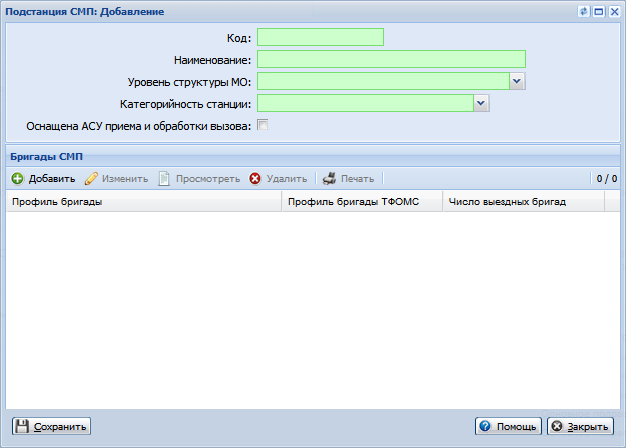 Подстанция СМП: Добавление
Код:
Наименование:
Уровень структуры МО:
Категорийность станции:
Оснащена АСУ приема и обработки вызова:
Бригады СМП
Добавить Изменить Просмотреть Удалить Печать 0 / 0
Профиль бригады Профиль бригады ТФОМС Число выездных бригад
Сохранить Помощь Закрыть